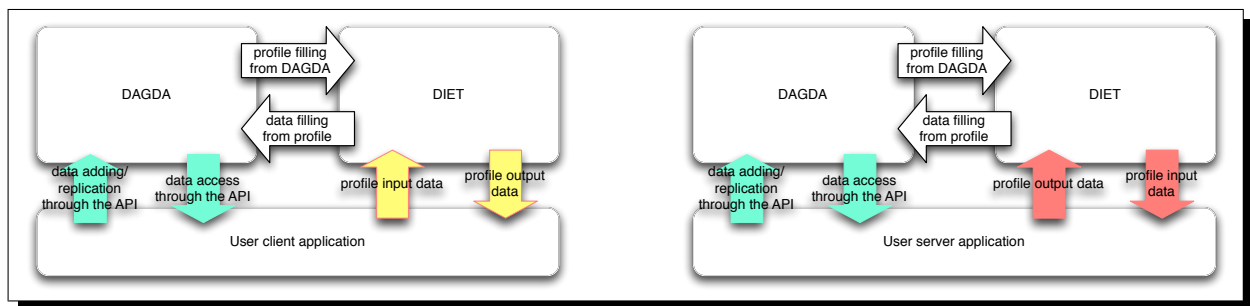 profile filling
from DAGDA
DAGDA
DIET
data filling
from profile
data adding/
replication
through the API
data access
through the API
profile input data
profile output
data
User client application
profile filling
from DAGDA
DAGDA
DIET
data filling
from profile
data adding/
replication
through the API
data access
through the API
profile output data
profile input
data
User server application